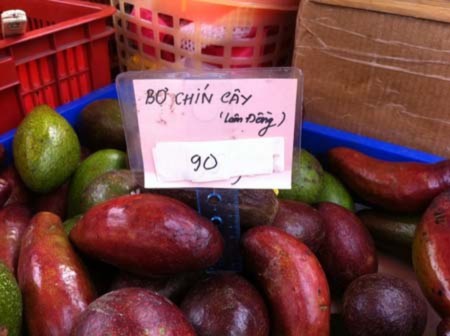 BƠ CHÍN CÂY
(Lâm Đồng)
90